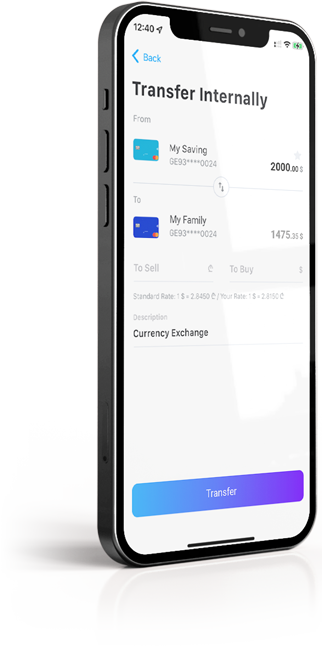 12:40
Back
Transfer Internally
From
My Saving
GE93****0024
2000.00 $
To
My Family
GE93****0024
1475.35 $
To Sell ₾ To Buy $
Standard Rate: 1 $ = 2.8450 ₾ / Your Rate: 1 $ = 2.8150 ₾
Description
Currency Exchange
Transfer